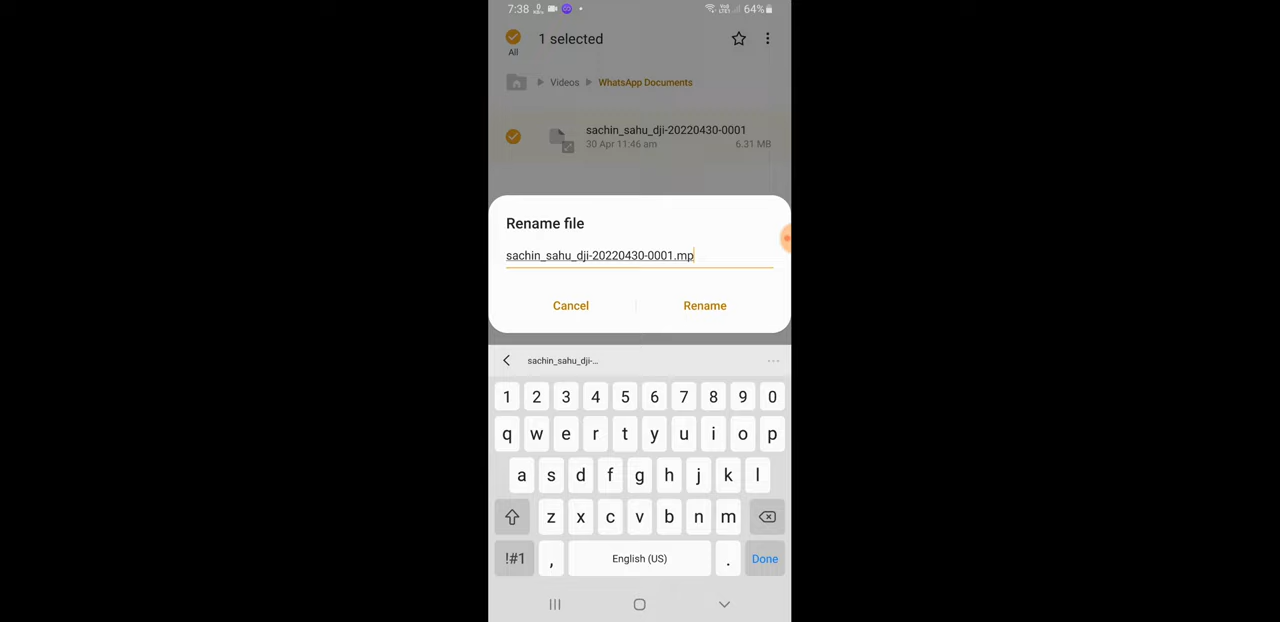 7:38 64%
All 1 selected
Videos WhatsApp Documents
sachin_sahu_dji-20220430-0001
30 Apr 11:46 am 6.31 MB
Rename file
sachin_sahu_dji-20220430-0001.mp
Cancel Rename
sachin_sahu_dji-...
1 2 3 4 5 6 7 8 9 0
q w e r t y u i o p
a s d f g h j k l
z x c v b n m
!#1 , English (US) . Done